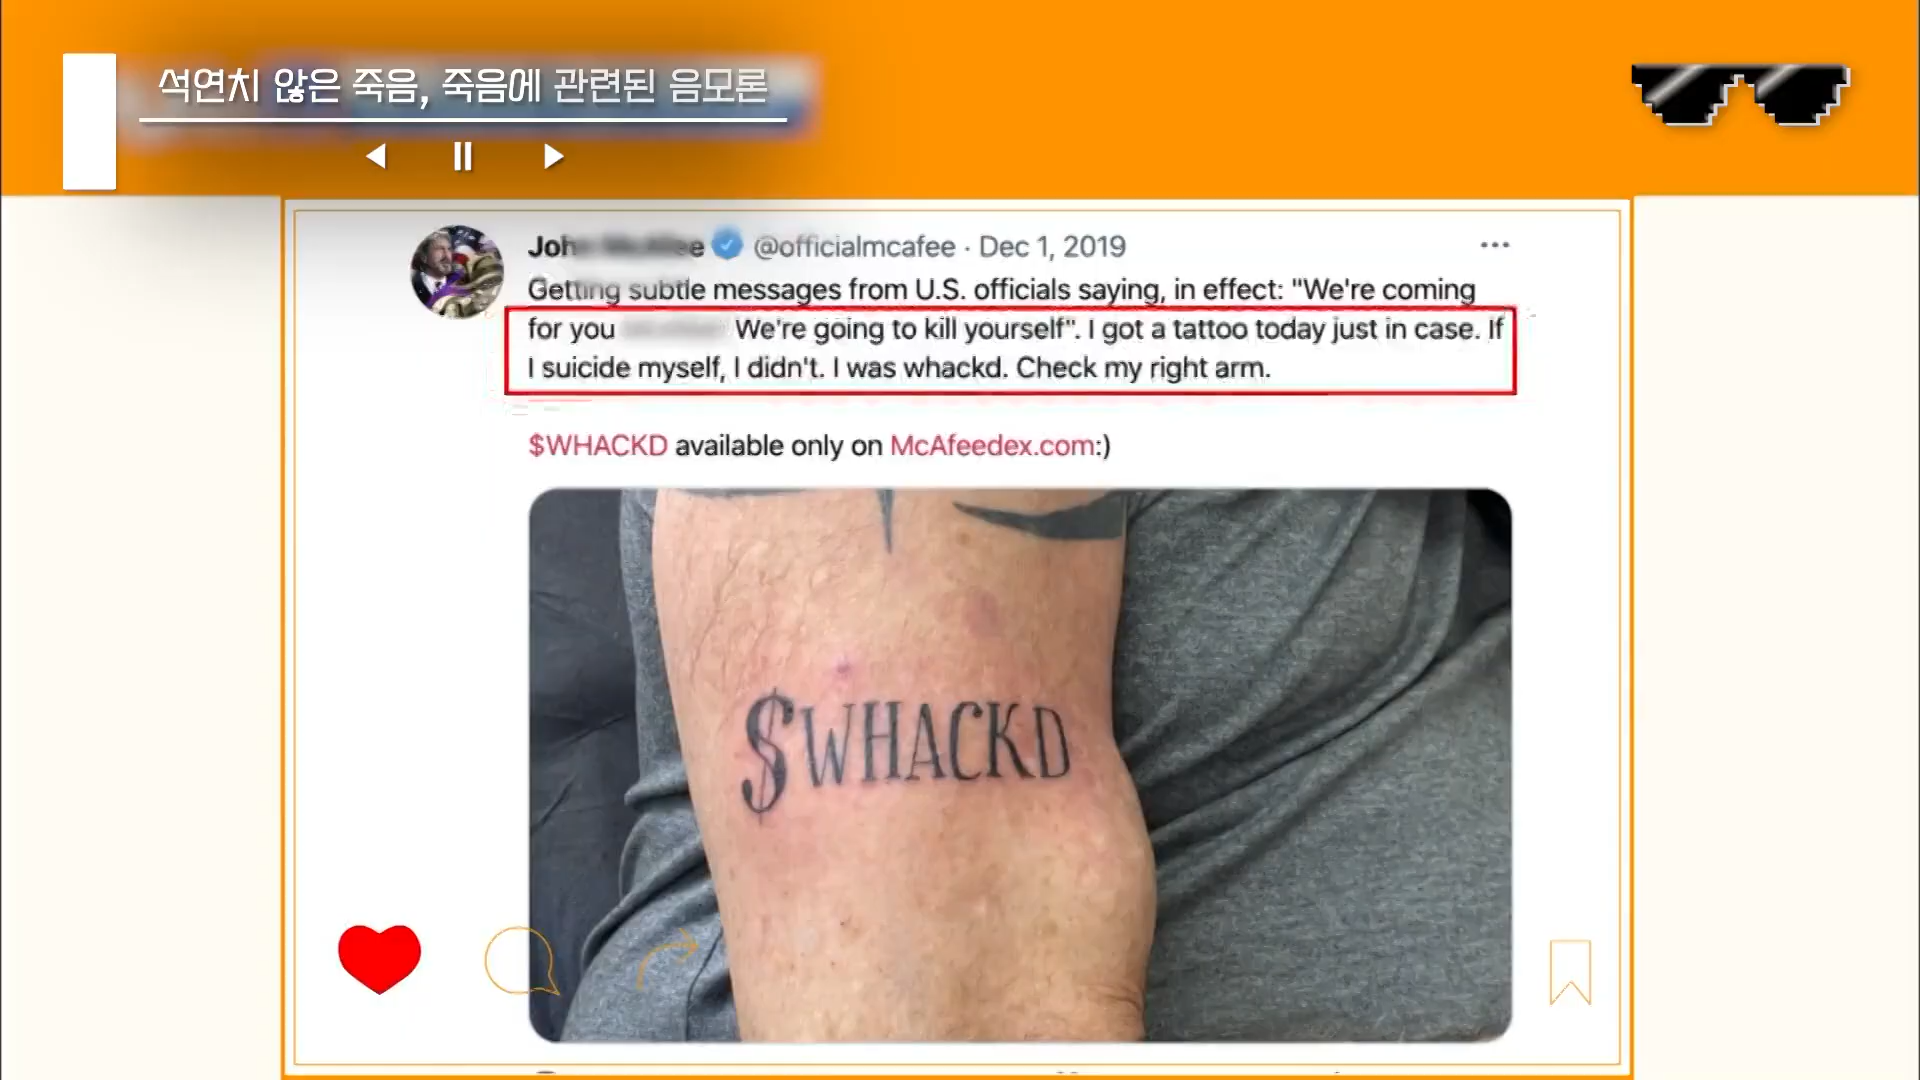 석연치 않은 죽음, 죽음에 관련된 음모론
Joh @officialmcafee · Dec 1, 2019
Getting subtle messages from U.S. officials saying, in effect: "We're coming
for you We're going to kill yourself". I got a tattoo today just in case. If
I suicide myself, I didn't. I was whackd. Check my right arm.
$WHACKD available only on McAfeedex.com:)
$WHACKD